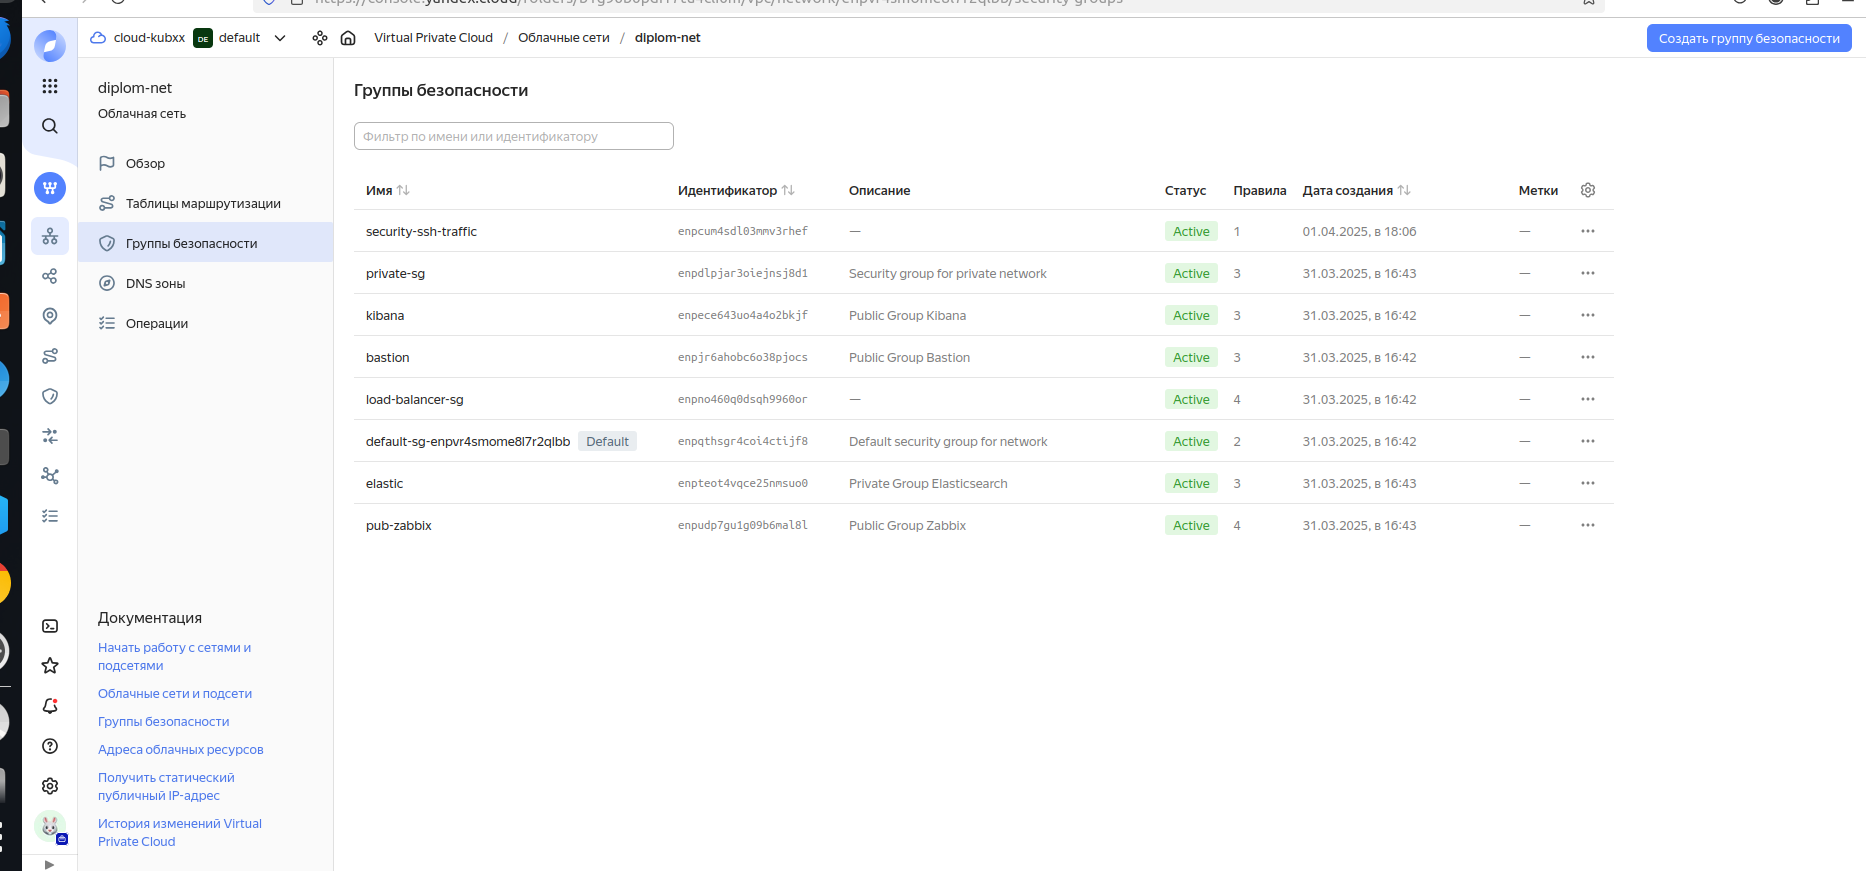 cloud-kubxx DE default Virtual Private Cloud / Облачные сети / diplom-net Создать группу безопасности
diplom-net
Облачная сеть
Обзор
Таблицы маршрутизации
Группы безопасности
DNS зоны
Операции
Документация
Начать работу с сетями и
подсетями
Облачные сети и подсети
Группы безопасности
Адреса облачных ресурсов
Получить статический
публичный IP-адрес
История изменений Virtual
Private Cloud
Группы безопасности
Фильтр по имени или идентификатору
Имя Идентификатор Описание Статус Правила Дата создания Метки
security-ssh-traffic enpcum4sdl03mmv3rhef — Active 1 01.04.2025, в 18:06 —
private-sg enpdlpjar3oiejnsj8d1 Security group for private network Active 3 31.03.2025, в 16:43 —
kibana enpece643uo4a4o2bkjf Public Group Kibana Active 3 31.03.2025, в 16:42 —
bastion enpjr6ahobc6o38pjocs Public Group Bastion Active 3 31.03.2025, в 16:42 —
load-balancer-sg enpno460q0dsqh9960or — Active 4 31.03.2025, в 16:42 —
default-sg-enpvr4smome8l7r2qlbb Default enpqthsgr4coi4ctijf8 Default security group for network Active 2 31.03.2025, в 16:42 —
elastic enpteot4vqce25nmsuo0 Private Group Elasticsearch Active 3 31.03.2025, в 16:43 —
pub-zabbix enpudp7gu1g09b6mal8l Public Group Zabbix Active 4 31.03.2025, в 16:43 —